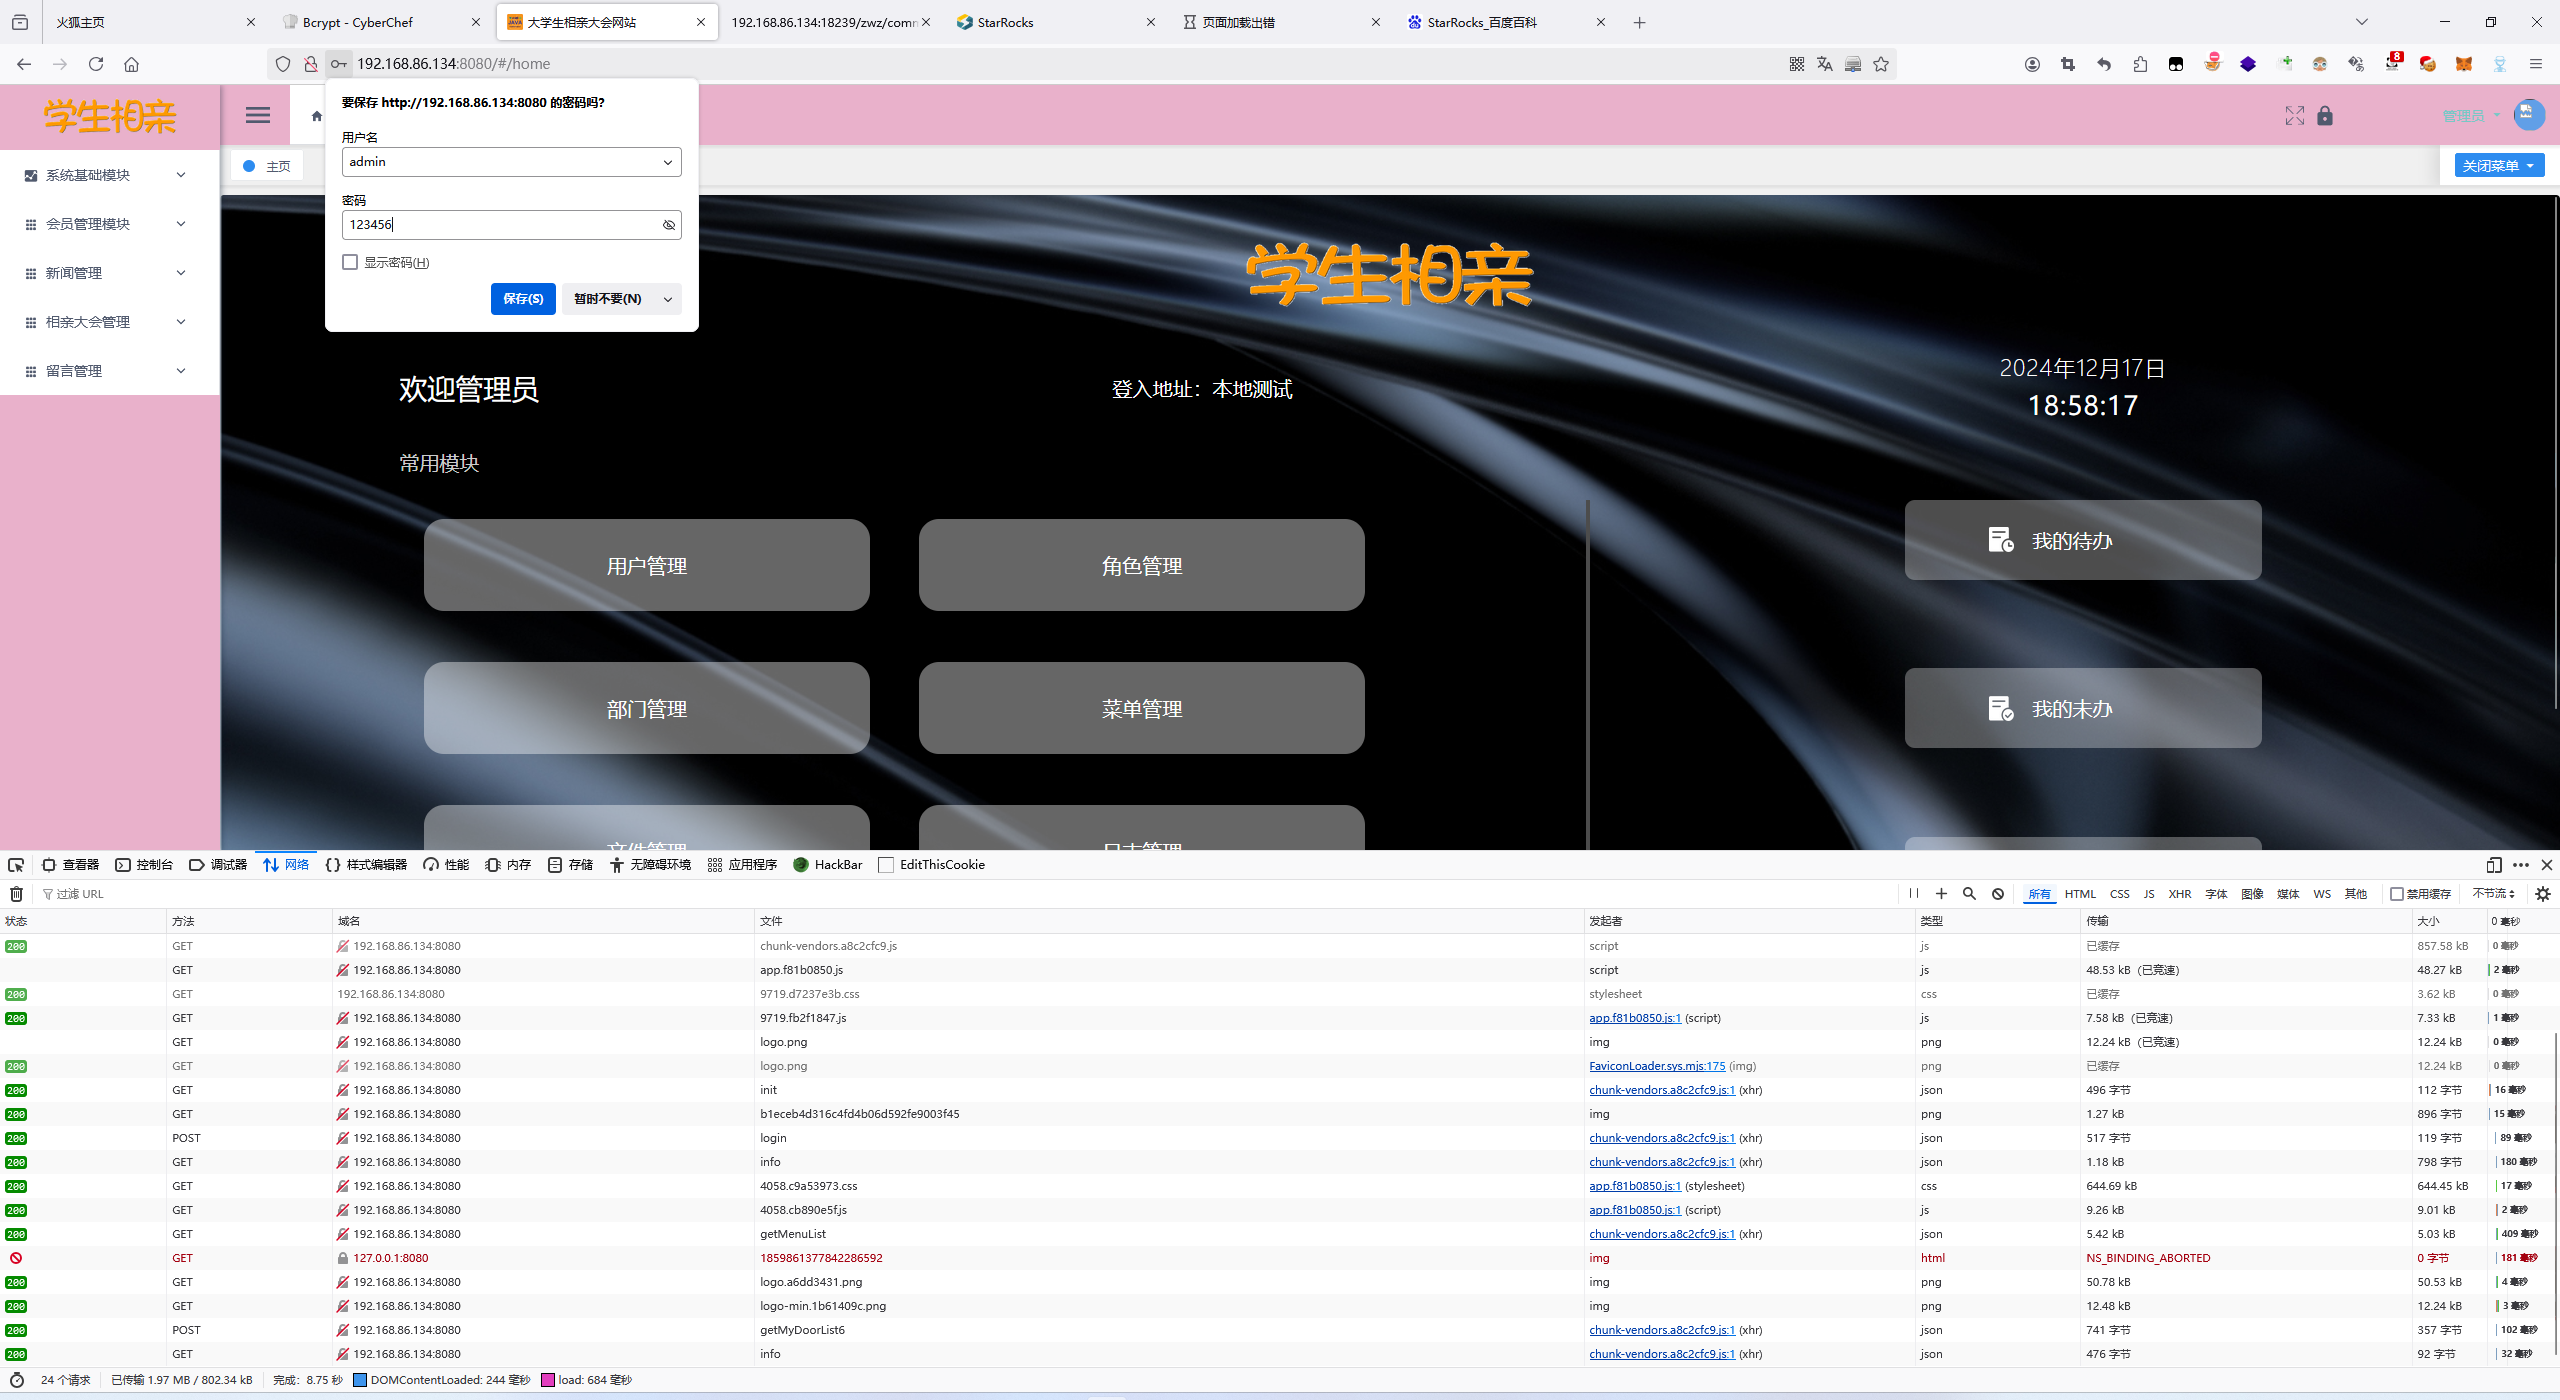 火狐主页
Bcrypt - CyberChef
大学生相亲大会网站
192.168.86.134:18239/zwz/comm
StarRocks
页面加载出错
StarRocks_百度百科
192.168.86.134:8080/#/home
8
学生相亲
管理员
主页
关闭菜单
系统基础模块
会员管理模块
新闻管理
相亲大会管理
留言管理
要保存 http://192.168.86.134:8080 的密码吗?
用户名
admin
密码
123456
显示密码(H)
保存(S)
暂时不要(N)
学生相亲
欢迎管理员
登入地址：本地测试
2024年12月17日
18:58:17
常用模块
用户管理
角色管理
我的待办
部门管理
菜单管理
我的未办
文件管理
日志管理
查看器 控制台 调试器 网络 样式编辑器 性能 内存 存储 无障碍环境 应用程序 HackBar EditThisCookie
过滤 URL
所有 HTML CSS JS XHR 字体 图像 媒体 WS 其他 禁用缓存 不节流
状态 方法 域名 文件 发起者 类型 传输 大小 0 毫秒
200 GET 192.168.86.134:8080 chunk-vendors.a8c2cfc9.js script js 已缓存 857.58 kB 0 毫秒
GET 192.168.86.134:8080 app.f81b0850.js script js 48.53 kB（已竞速） 48.27 kB 2 毫秒
200 GET 192.168.86.134:8080 9719.d7237e3b.css stylesheet css 已缓存 3.62 kB 0 毫秒
200 GET 192.168.86.134:8080 9719.fb2f1847.js app.f81b0850.js:1 (script) js 7.58 kB（已竞速） 7.33 kB 1 毫秒
GET 192.168.86.134:8080 logo.png img png 12.24 kB（已竞速） 12.24 kB 0 毫秒
200 GET 192.168.86.134:8080 logo.png FaviconLoader.sys.mjs:175 (img) png 已缓存 12.24 kB 0 毫秒
200 GET 192.168.86.134:8080 init chunk-vendors.a8c2cfc9.js:1 (xhr) json 496 字节 112 字节 16 毫秒
200 GET 192.168.86.134:8080 b1eceb4d316c4fd4b06d592fe9003f45 img png 1.27 kB 896 字节 15 毫秒
200 POST 192.168.86.134:8080 login chunk-vendors.a8c2cfc9.js:1 (xhr) json 517 字节 119 字节 89 毫秒
200 GET 192.168.86.134:8080 info chunk-vendors.a8c2cfc9.js:1 (xhr) json 1.18 kB 798 字节 180 毫秒
200 GET 192.168.86.134:8080 4058.c9a53973.css app.f81b0850.js:1 (stylesheet) css 644.69 kB 644.45 kB 17 毫秒
200 GET 192.168.86.134:8080 4058.cb890e5f.js app.f81b0850.js:1 (script) js 9.26 kB 9.01 kB 2 毫秒
200 GET 192.168.86.134:8080 getMenuList chunk-vendors.a8c2cfc9.js:1 (xhr) json 5.42 kB 5.03 kB 409 毫秒
GET 127.0.0.1:8080 1859861377842286592 img html NS_BINDING_ABORTED 0 字节 181 毫秒
200 GET 192.168.86.134:8080 logo.a6dd3431.png img png 50.78 kB 50.53 kB 4 毫秒
200 GET 192.168.86.134:8080 logo-min.1b61409c.png img png 12.48 kB 12.24 kB 3 毫秒
200 POST 192.168.86.134:8080 getMyDoorList6 chunk-vendors.a8c2cfc9.js:1 (xhr) json 741 字节 357 字节 102 毫秒
200 GET 192.168.86.134:8080 info chunk-vendors.a8c2cfc9.js:1 (xhr) json 476 字节 92 字节 32 毫秒
24 个请求 已传输 1.97 MB / 802.34 kB 完成：8.75 秒 DOMContentLoaded: 244 毫秒 load: 684 毫秒